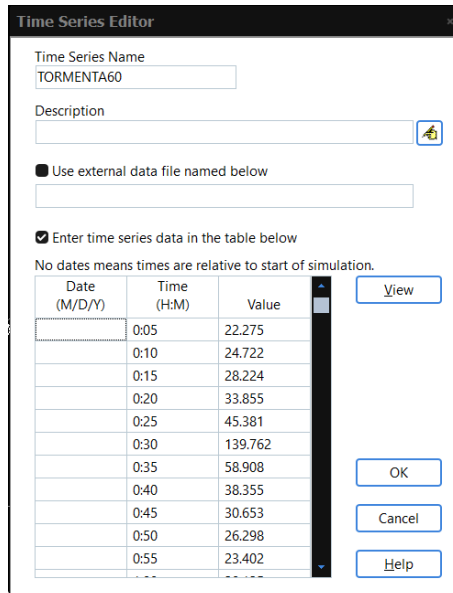 Time Series Editor
Time Series Name
TORMENTA60
Description
Use external data file named below
Enter time series data in the table below
No dates means times are relative to start of simulation.
Date (M/D/Y) Time (H:M) Value
0:05 22.275
0:10 24.722
0:15 28.224
0:20 33.855
0:25 45.381
0:30 139.762
0:35 58.908
0:40 38.355
0:45 30.653
0:50 26.298
0:55 23.402
View
OK
Cancel
Help